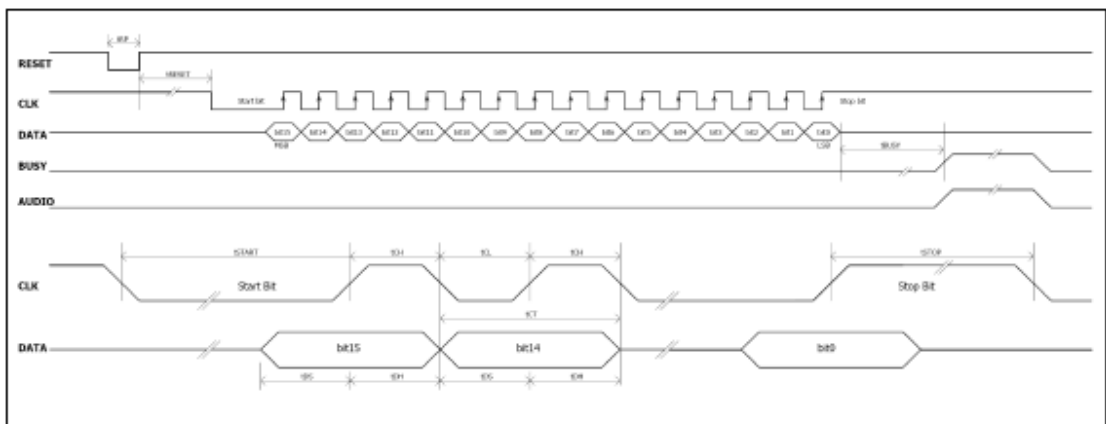 tRP
RESET
tRESET
CLK Start bit Stop bit
DATA bit15 bit14 bit13 bit12 bit11 bit10 bit9 bit8 bit7 bit6 bit5 bit4 bit3 bit2 bit1 bit0
MSB LSB
tBUSY
BUSY
AUDIO
tSTART tCH tCL tCH tSTOP
CLK Start Bit Stop Bit
tCT
DATA bit15 bit14 bit0
tDS tDH tDS tDH